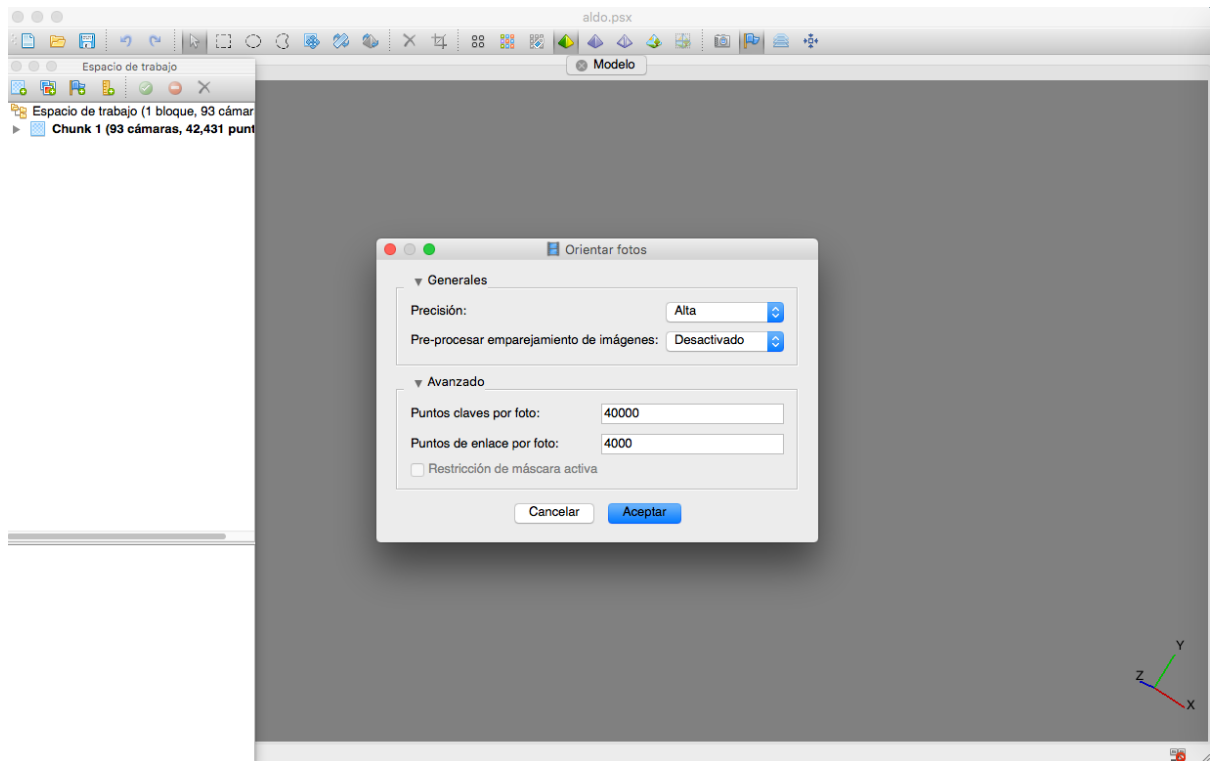 aldo.psx
Espacio de trabajo
Modelo
Espacio de trabajo (1 bloque, 93 cámar
Chunk 1 (93 cámaras, 42,431 punt
Orientar fotos
Generales
Precisión: Alta
Pre-procesar emparejamiento de imágenes: Desactivado
Avanzado
Puntos claves por foto: 40000
Puntos de enlace por foto: 4000
Restricción de máscara activa
Cancelar Aceptar
Y
Z
X